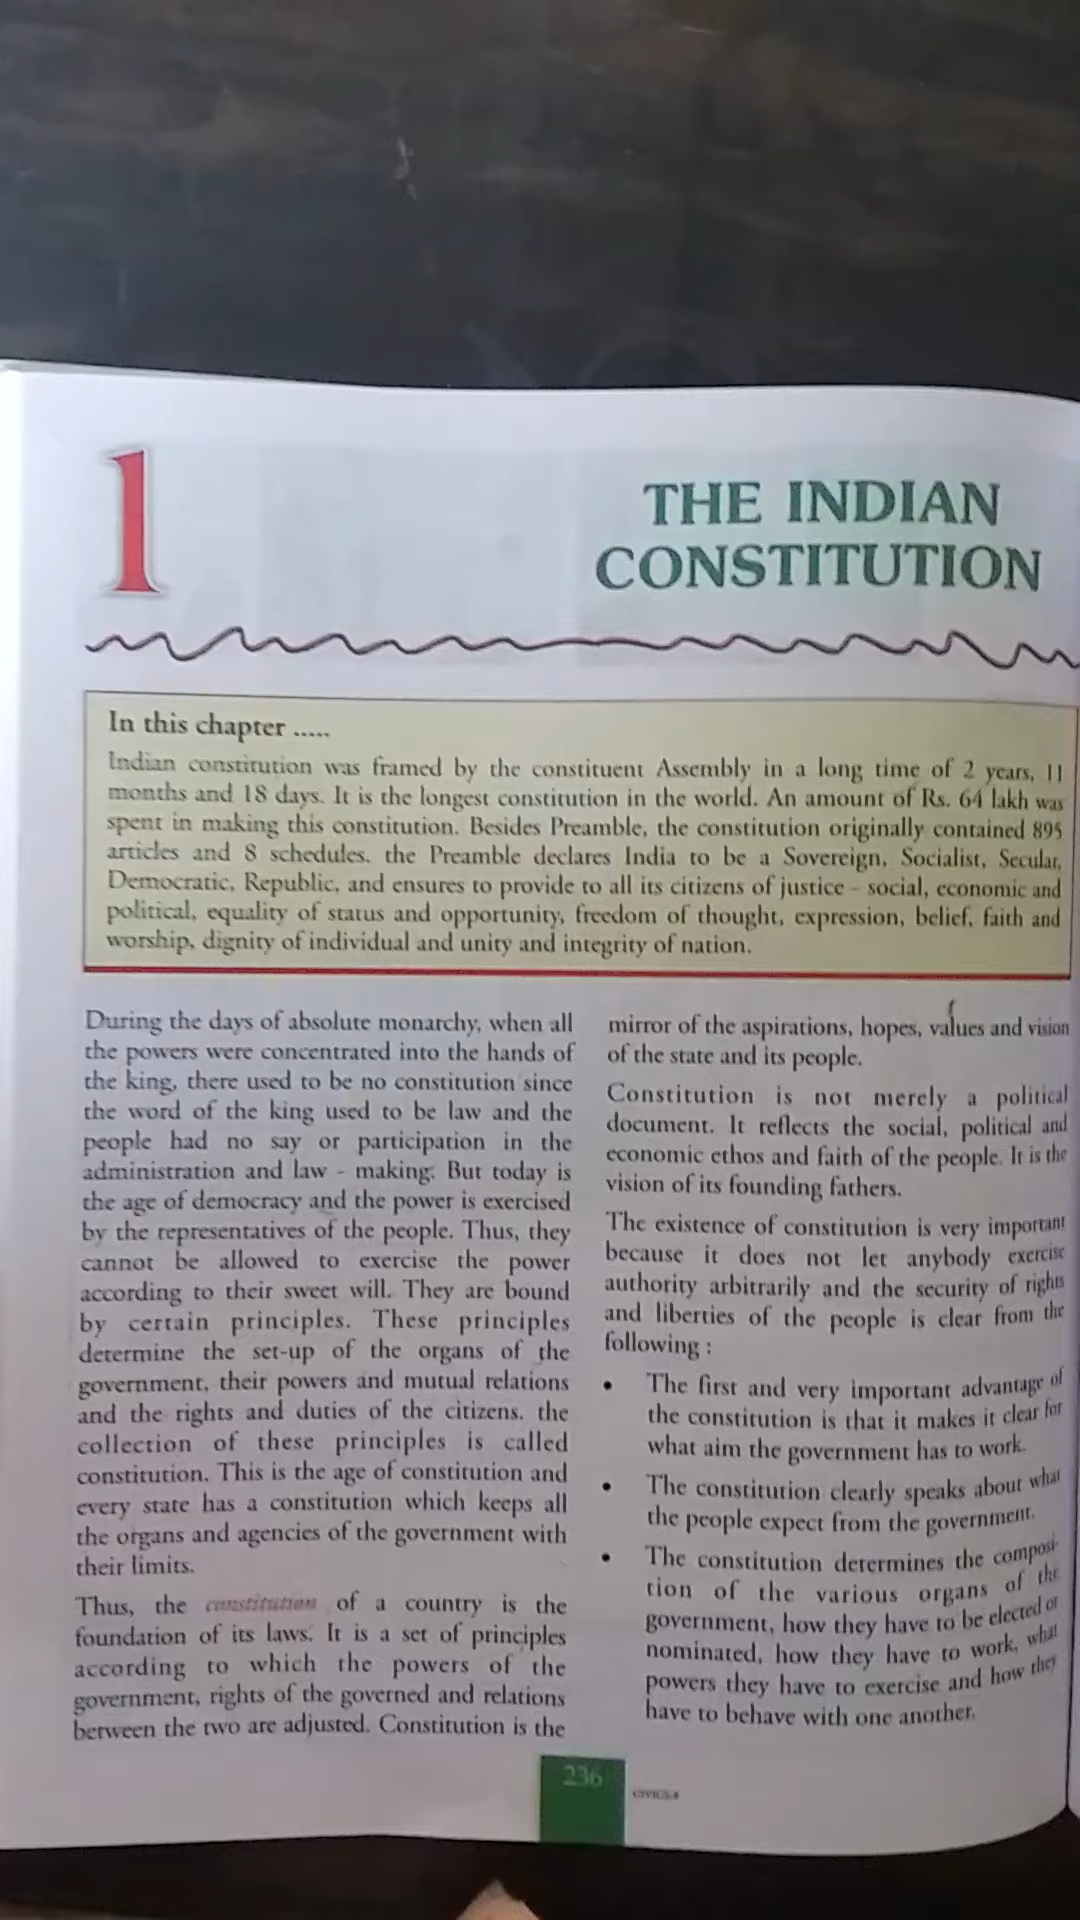 1
THE INDIAN
CONSTITUTION
In this chapter .....
Indian constitution was framed by the constituent Assembly in a long time of 2 years, 11
months and 18 days. It is the longest constitution in the world. An amount of Rs. 64 lakh was
spent in making this constitution. Besides Preamble, the constitution originally contained 895
articles and 8 schedules. the Preamble declares India to be a Sovereign, Socialist, Secular,
Democratic, Republic, and ensures to provide to all its citizens of justice – social, economic and
political, equality of status and opportunity, freedom of thought, expression, belief, faith and
worship, dignity of individual and unity and integrity of nation.
During the days of absolute monarchy, when all
the powers were concentrated into the hands of
the king, there used to be no constitution since
the word of the king used to be law and the
people had no say or participation in the
administration and law - making. But today is
the age of democracy and the power is exercised
by the representatives of the people. Thus, they
cannot be allowed to exercise the power
according to their sweet will. They are bound
by certain principles. These principles
determine the set-up of the organs of the
government, their powers and mutual relations
and the rights and duties of the citizens. the
collection of these principles is called
constitution. This is the age of constitution and
every state has a constitution which keeps all
the organs and agencies of the government with
their limits.
Thus, the constitution of a country is the
foundation of its laws. It is a set of principles
according to which the powers of the
government, rights of the governed and relations
between the two are adjusted. Constitution is the
mirror of the aspirations, hopes, values and vision
of the state and its people.
Constitution is not merely a political
document. It reflects the social, political and
economic ethos and faith of the people. It is the
vision of its founding fathers.
The existence of constitution is very important
because it does not let anybody exercise
authority arbitrarily and the security of rights
and liberties of the people is clear from the
following :
• The first and very important advantage of
the constitution is that it makes it clear for
what aim the government has to work.
• The constitution clearly speaks about what
the people expect from the government.
• The constitution determines the composi-
tion of the various organs of the
government, how they have to be elected or
nominated, how they have to work, what
powers they have to exercise and how they
have to behave with one another.
236
CIVICS-8